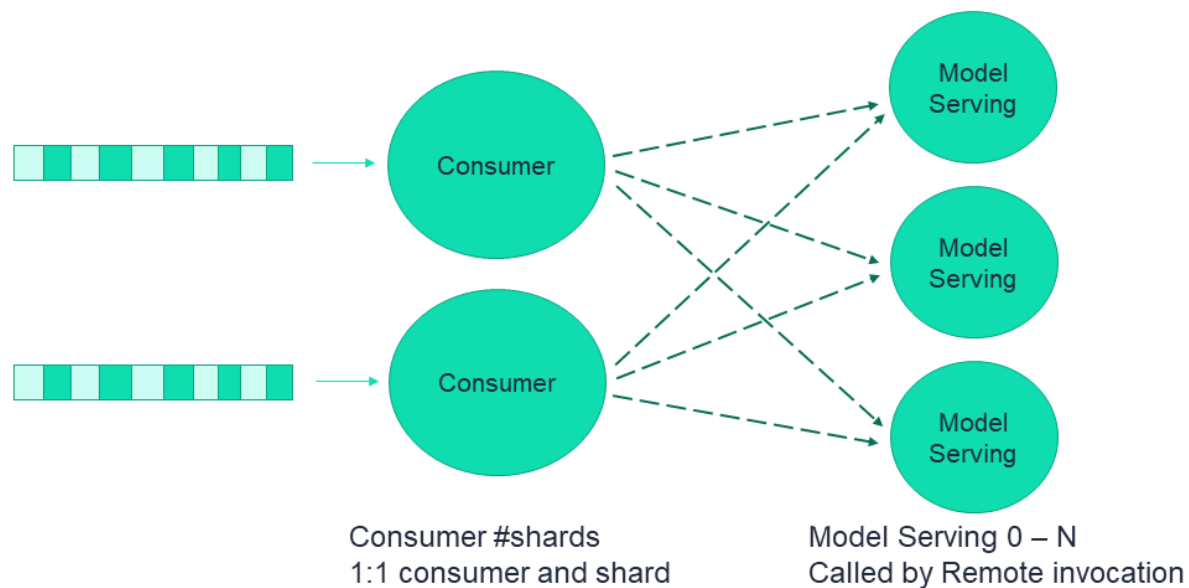 Consumer
Consumer
Model
Serving
Model
Serving
Model
Serving
Consumer #shards
1:1 consumer and shard
Model Serving 0 – N
Called by Remote invocation